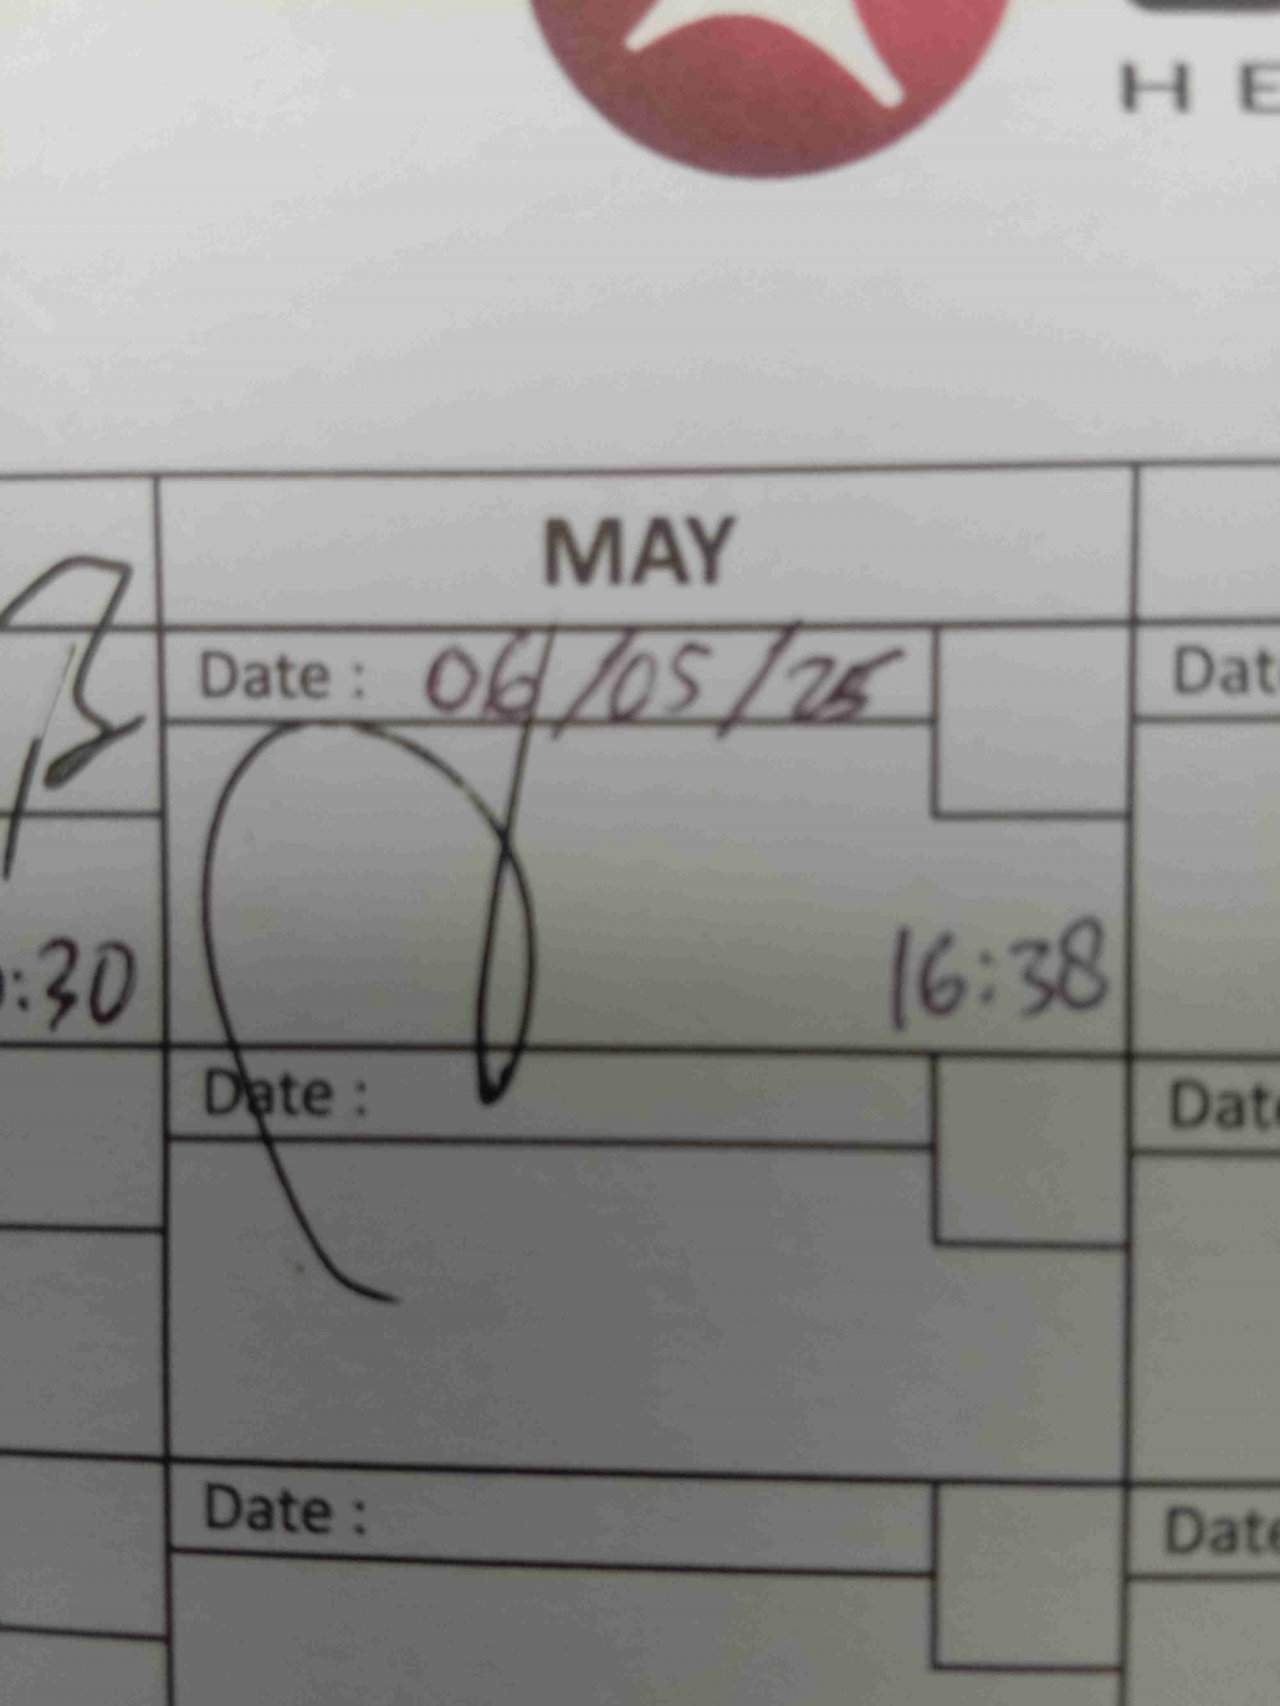 HE
MAY
Date : 06/05/25
Dat
:30
16:38
Date :
Date
Date :
Date